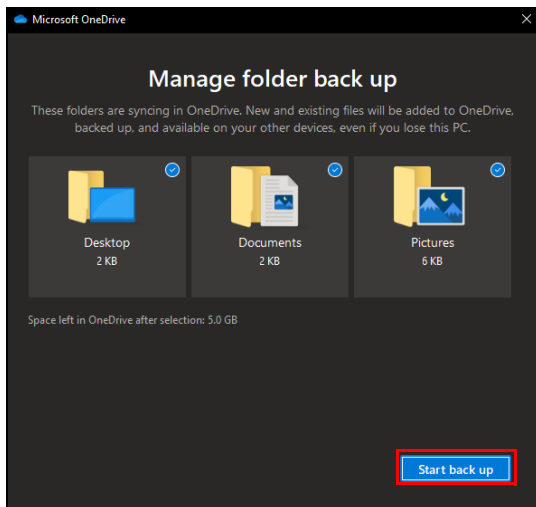 Microsoft OneDrive
Manage folder back up
These folders are syncing in OneDrive. New and existing files will be added to OneDrive,
backed up, and available on your other devices, even if you lose this PC.
Desktop
2 KB
Documents
2 KB
Pictures
6 KB
Space left in OneDrive after selection: 5.0 GB
Start back up